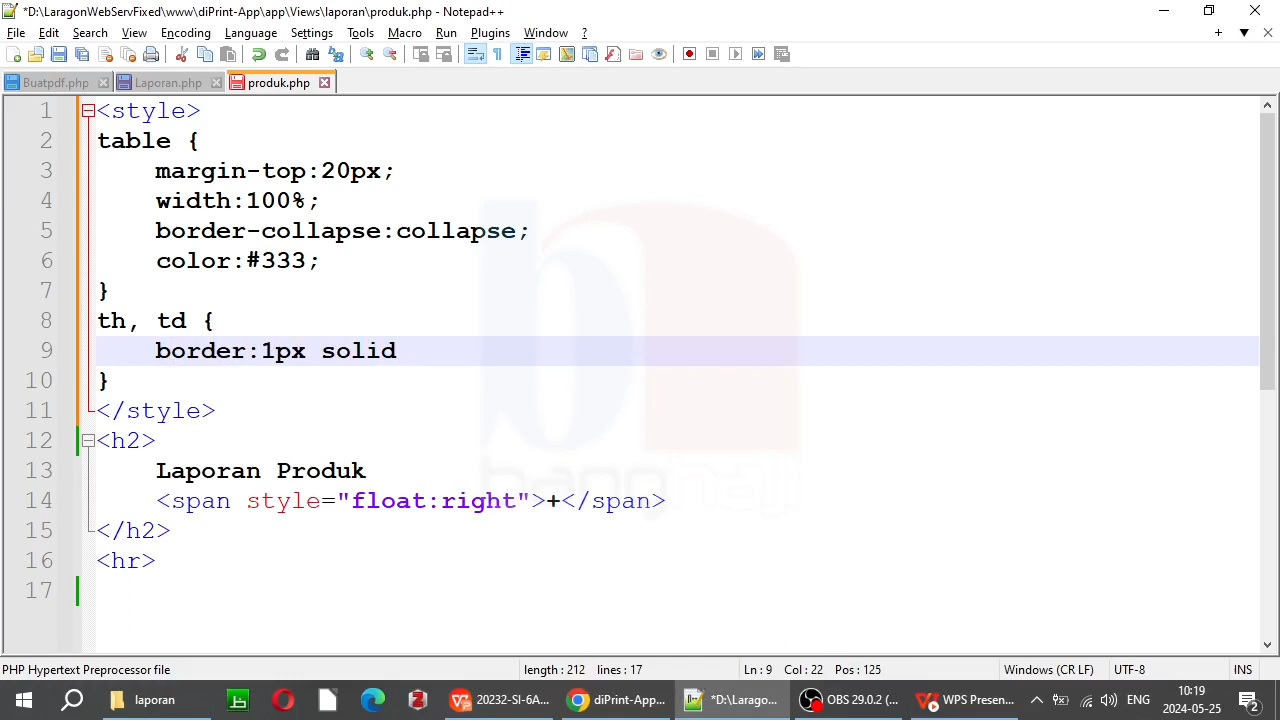 *D:\LaragonWebServFixed\www\diPrint-App\app\Views\laporan\produk.php - Notepad++
File Edit Search View Encoding Language Settings Tools Macro Run Plugins Window ?
Buatpdf.php Laporan.php produk.php
1 <style>
2 table {
3 margin-top:20px;
4 width:100%;
5 border-collapse:collapse;
6 color:#333;
7 }
8 th, td {
9 border:1px solid
10 }
11 </style>
12 <h2>
13 Laporan Produk
14 <span style="float:right">+</span>
15 </h2>
16 <hr>
17
PHP Hypertext Preprocessor file length : 212 lines : 17 Ln : 9 Col : 22 Pos : 125 Windows (CR LF) UTF-8 INS
laporan 20232-SI-6A... diPrint-App... *D:\Larago... OBS 29.0.2 (... WPS Presen... ENG 10:19
2024-05-25 2